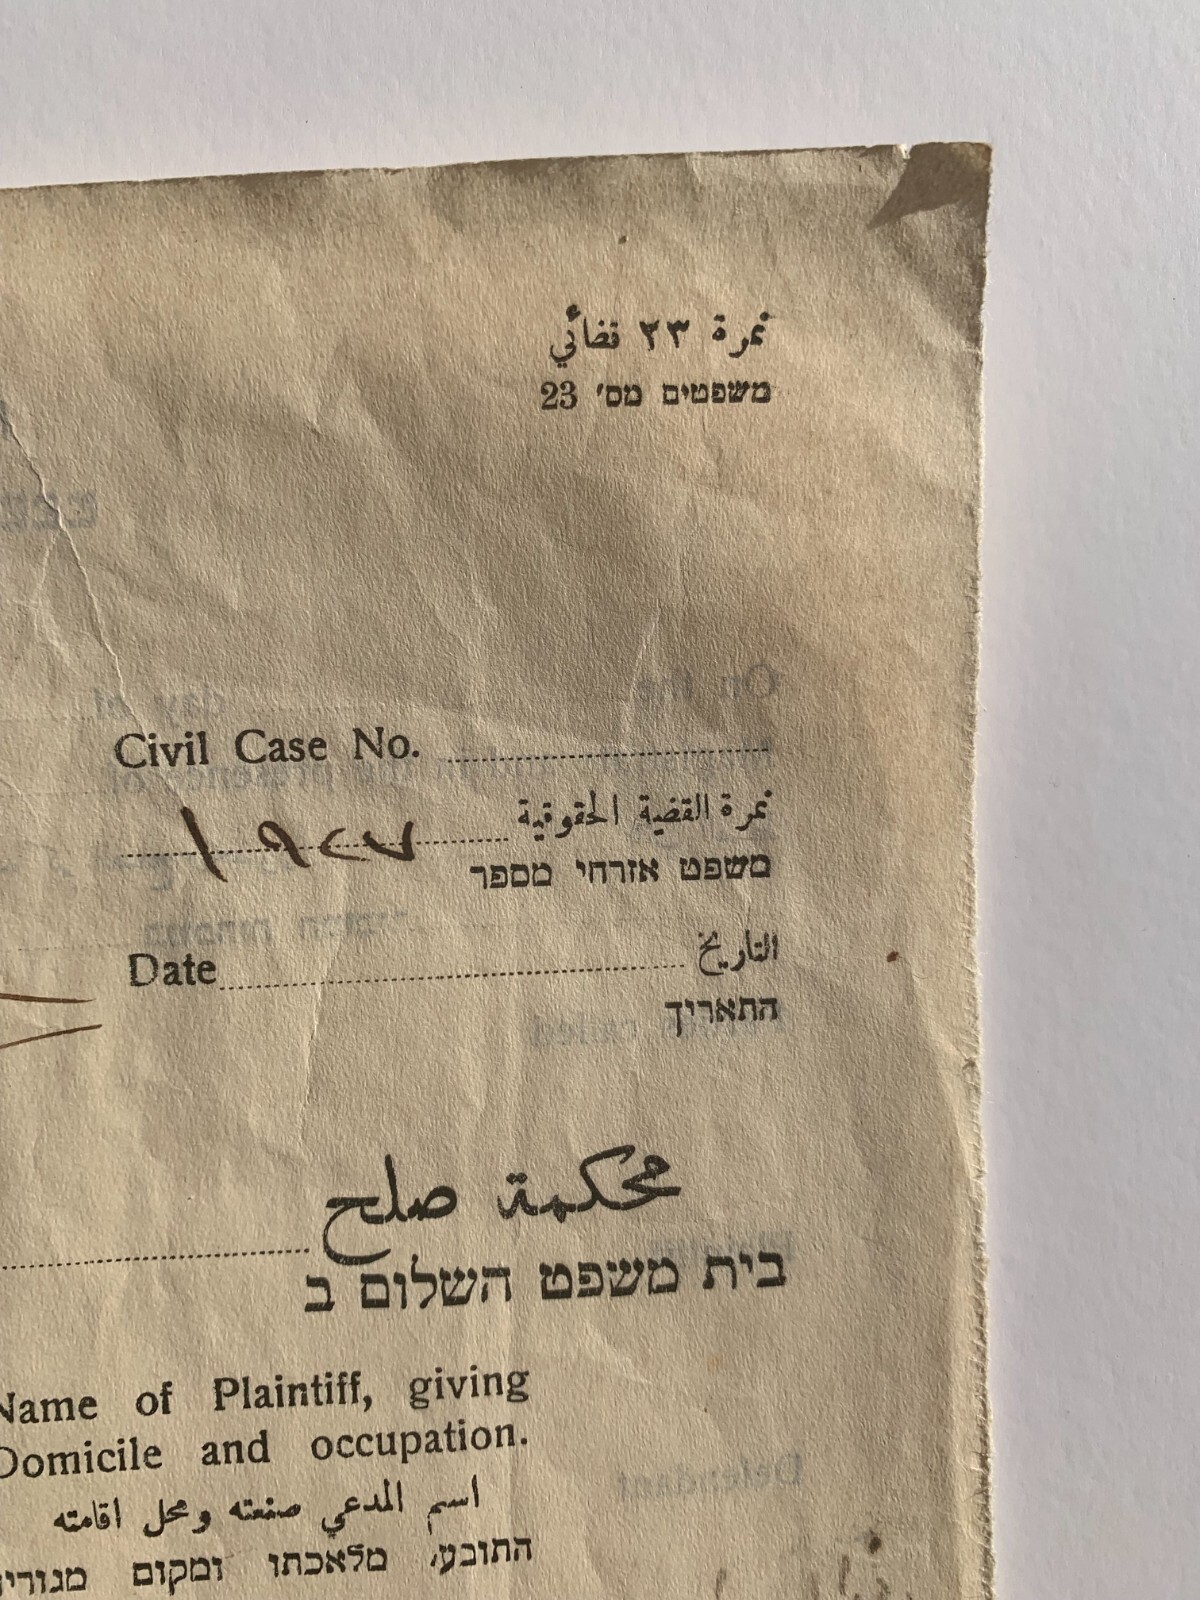 نمرة ٢٣ قضائي
משפטים מס׳ 23
Civil Case No.
نمرة القضية الحقوقية
משפט אזרחי מספר
Date التاريخ
התאריך
محكمة صلح
בית משפט השלום ב
Name of Plaintiff, giving
Domicile and occupation.
اسم المدعي صنعته ومحل اقامته
התובע, מלאכתו ומקום